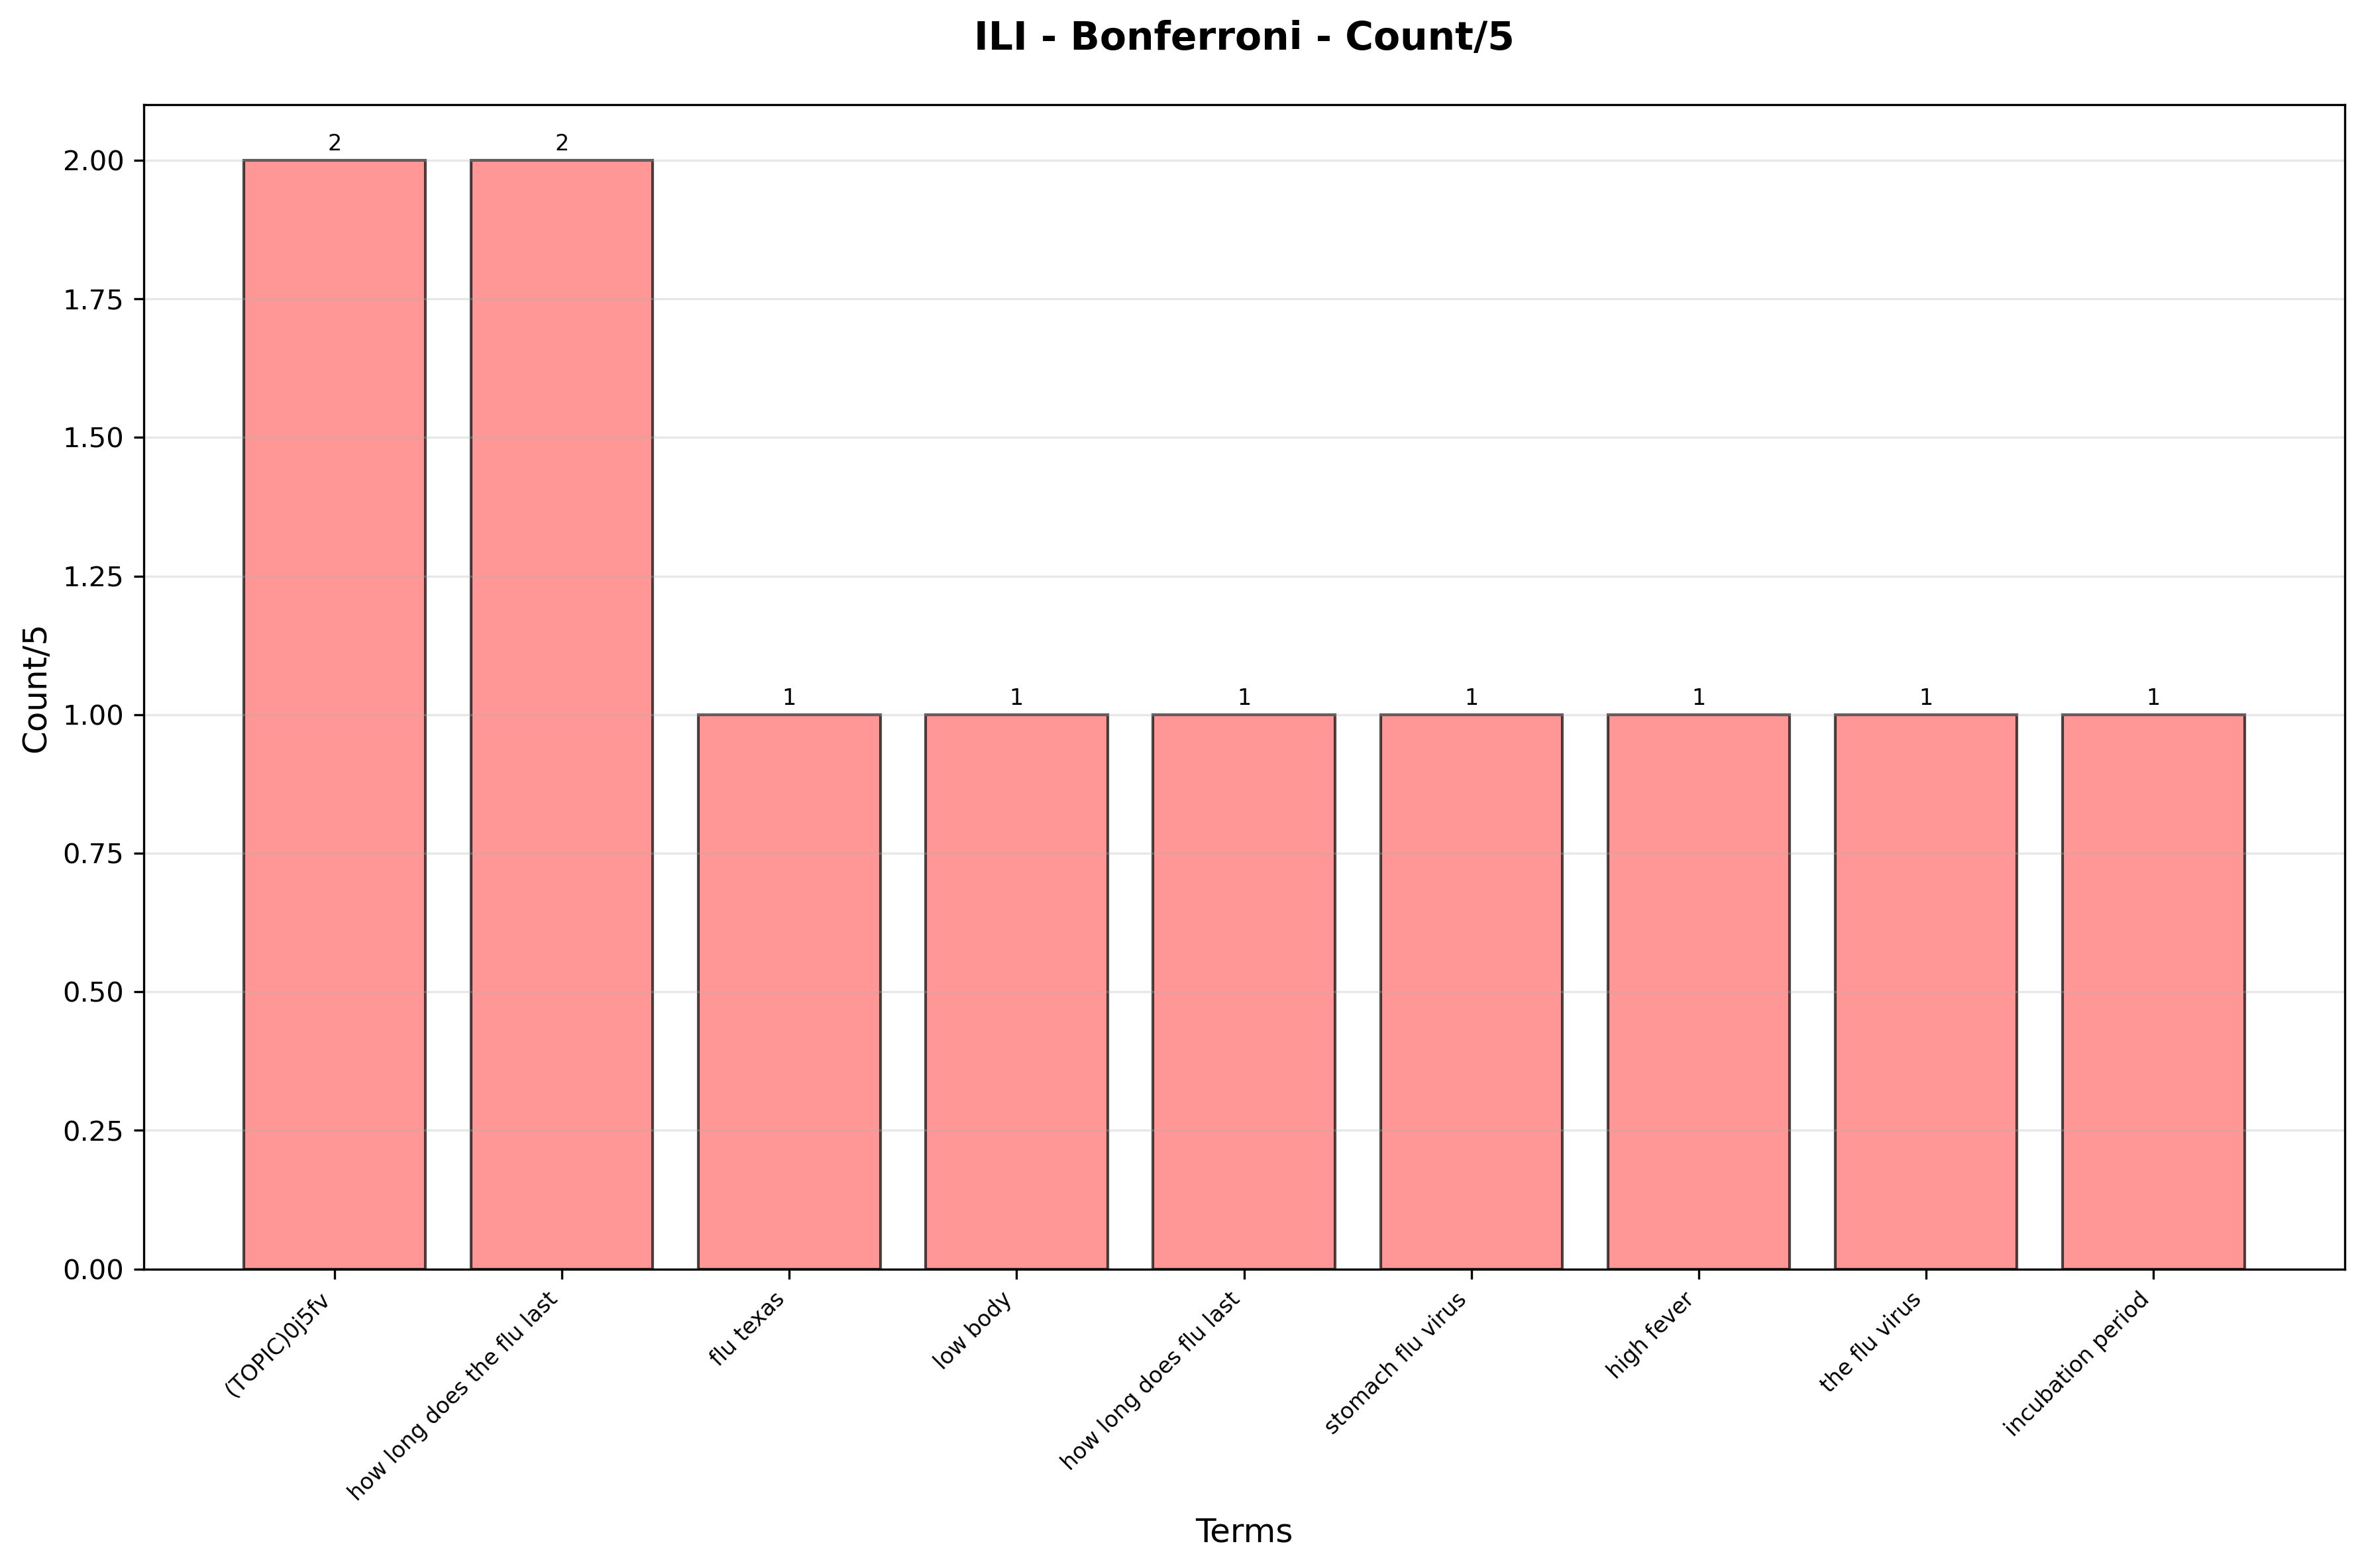 ILI - Bonferroni - Count/5
Count/5
2.00
1.75
1.50
1.25
1.00
0.75
0.50
0.25
0.00
2
2
1
1
1
1
1
1
1
(TOPIC)0j5fv
how long does the flu last
flu texas
low body
how long does flu last
stomach flu virus
high fever
the flu virus
incubation period
Terms